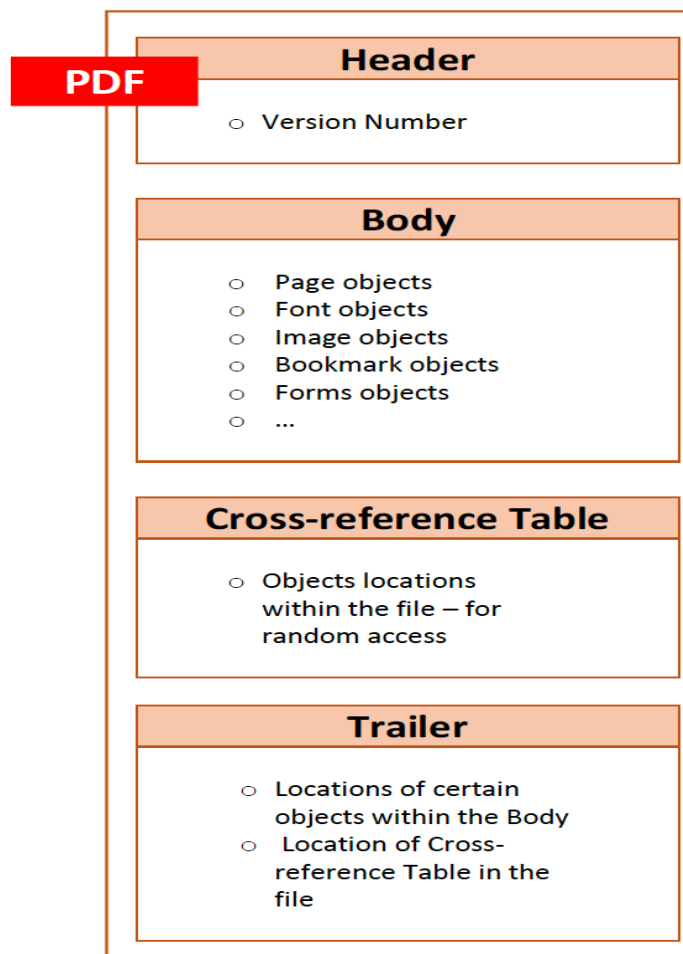 PDF
Header
○ Version Number
Body
○ Page objects
○ Font objects
○ Image objects
○ Bookmark objects
○ Forms objects
○ ...
Cross-reference Table
○ Objects locations
within the file – for
random access
Trailer
○ Locations of certain
objects within the Body
○ Location of Cross-
reference Table in the
file